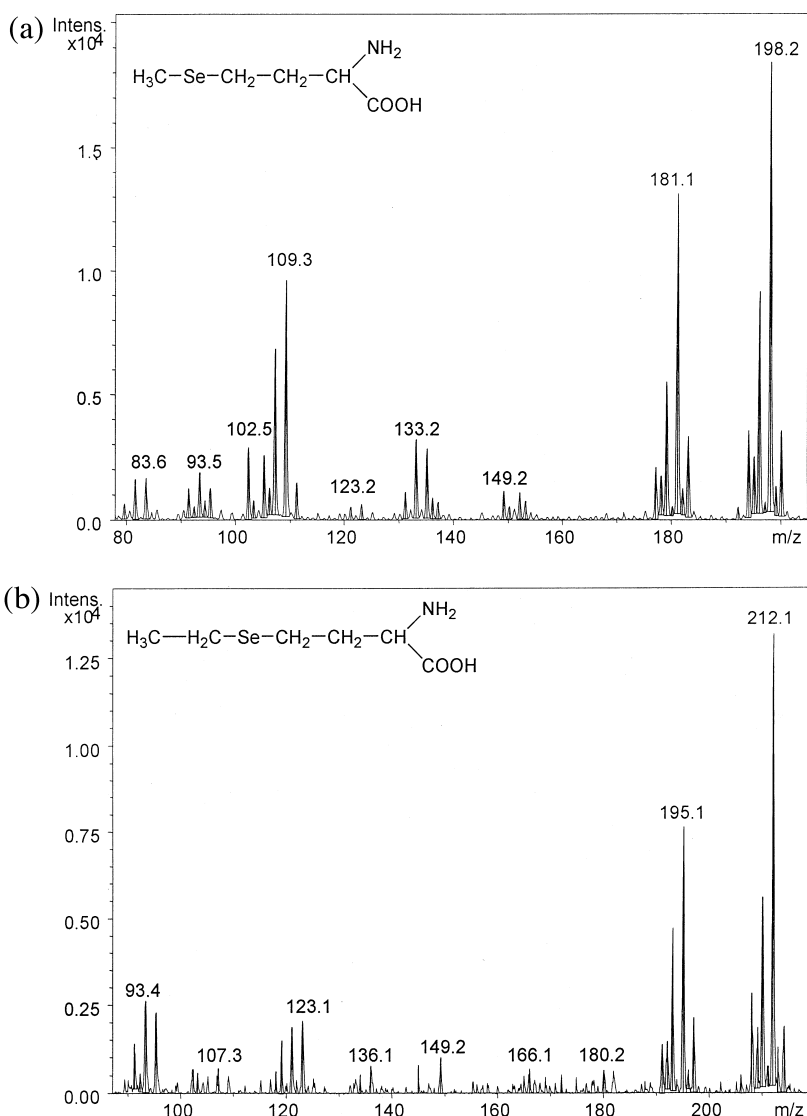 (a)
Intens.
x10⁴
NH₂
H₃C–Se–CH₂–CH₂–CH
COOH
198.2
1.5
181.1
1.0
109.3
0.5
102.5
133.2
83.6
93.5
123.2
149.2
0.0
80
100
120
140
160
180
m/z
(b)
Intens.
x10⁴
NH₂
H₃C—H₂C–Se–CH₂–CH₂–CH
COOH
212.1
1.25
1.00
195.1
0.75
0.50
0.25
93.4
123.1
107.3
136.1
149.2
166.1
180.2
0.00
100
120
140
160
180
200
m/z